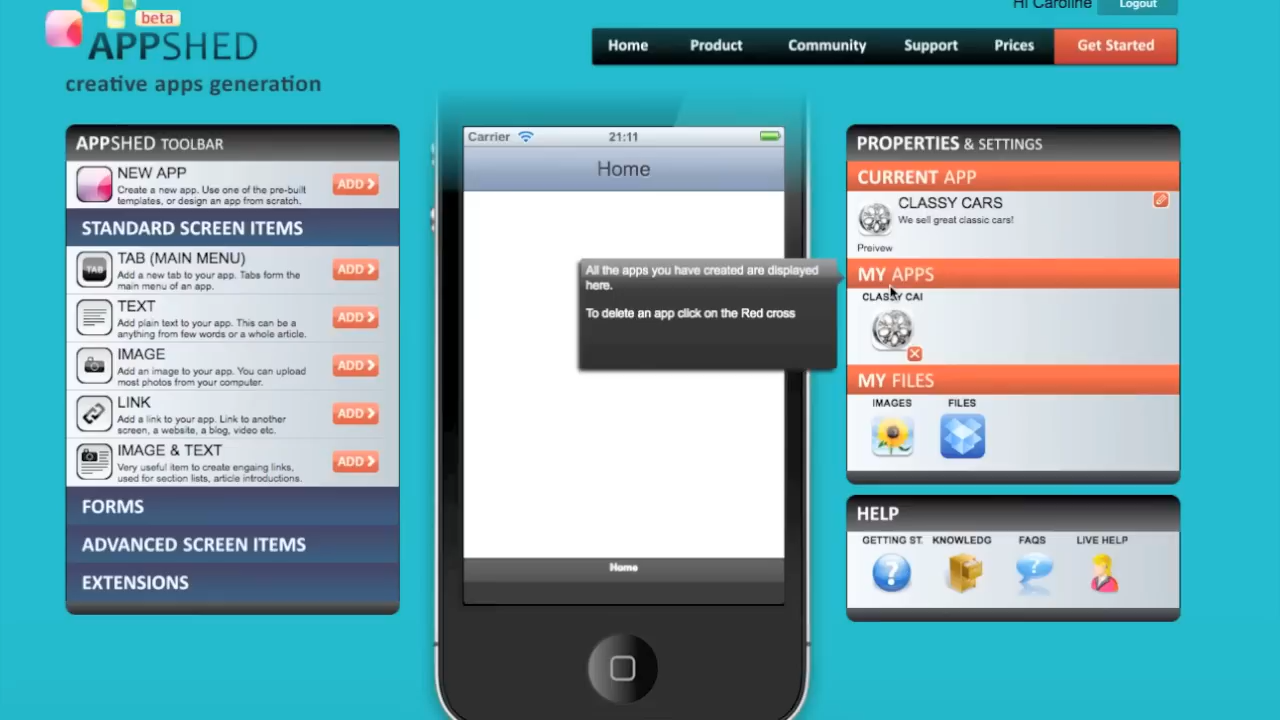 beta
APPSHED
creative apps generation
Hi Caroline
Logout
Home
Product
Community
Support
Prices
Get Started
APPSHED TOOLBAR
NEW APP
Create a new app. Use one of the pre-built
templates, or design an app from scratch.
ADD
STANDARD SCREEN ITEMS
TAB (MAIN MENU)
TAB
Add a new tab to your app. Tabs form the
main menu of an app.
ADD
TEXT
Add plain text to your app. This can be a
anything from few words or a whole article.
ADD
IMAGE
Add an image to your app. You can upload
most photos from your computer.
ADD
LINK
Add a link to your app. Link to another
screen, a website, a blog, video etc.
ADD
IMAGE & TEXT
Very useful item to create engaing links,
used for section lists, article introductions.
ADD
FORMS
ADVANCED SCREEN ITEMS
EXTENSIONS
Carrier
21:11
Home
All the apps you have created are displayed
here.
To delete an app click on the Red cross
Home
PROPERTIES & SETTINGS
CURRENT APP
CLASSY CARS
We sell great classic cars!
Preivew
MY APPS
CLASSY CAI
MY FILES
IMAGES
FILES
HELP
GETTING ST.
KNOWLEDG
FAQS
LIVE HELP